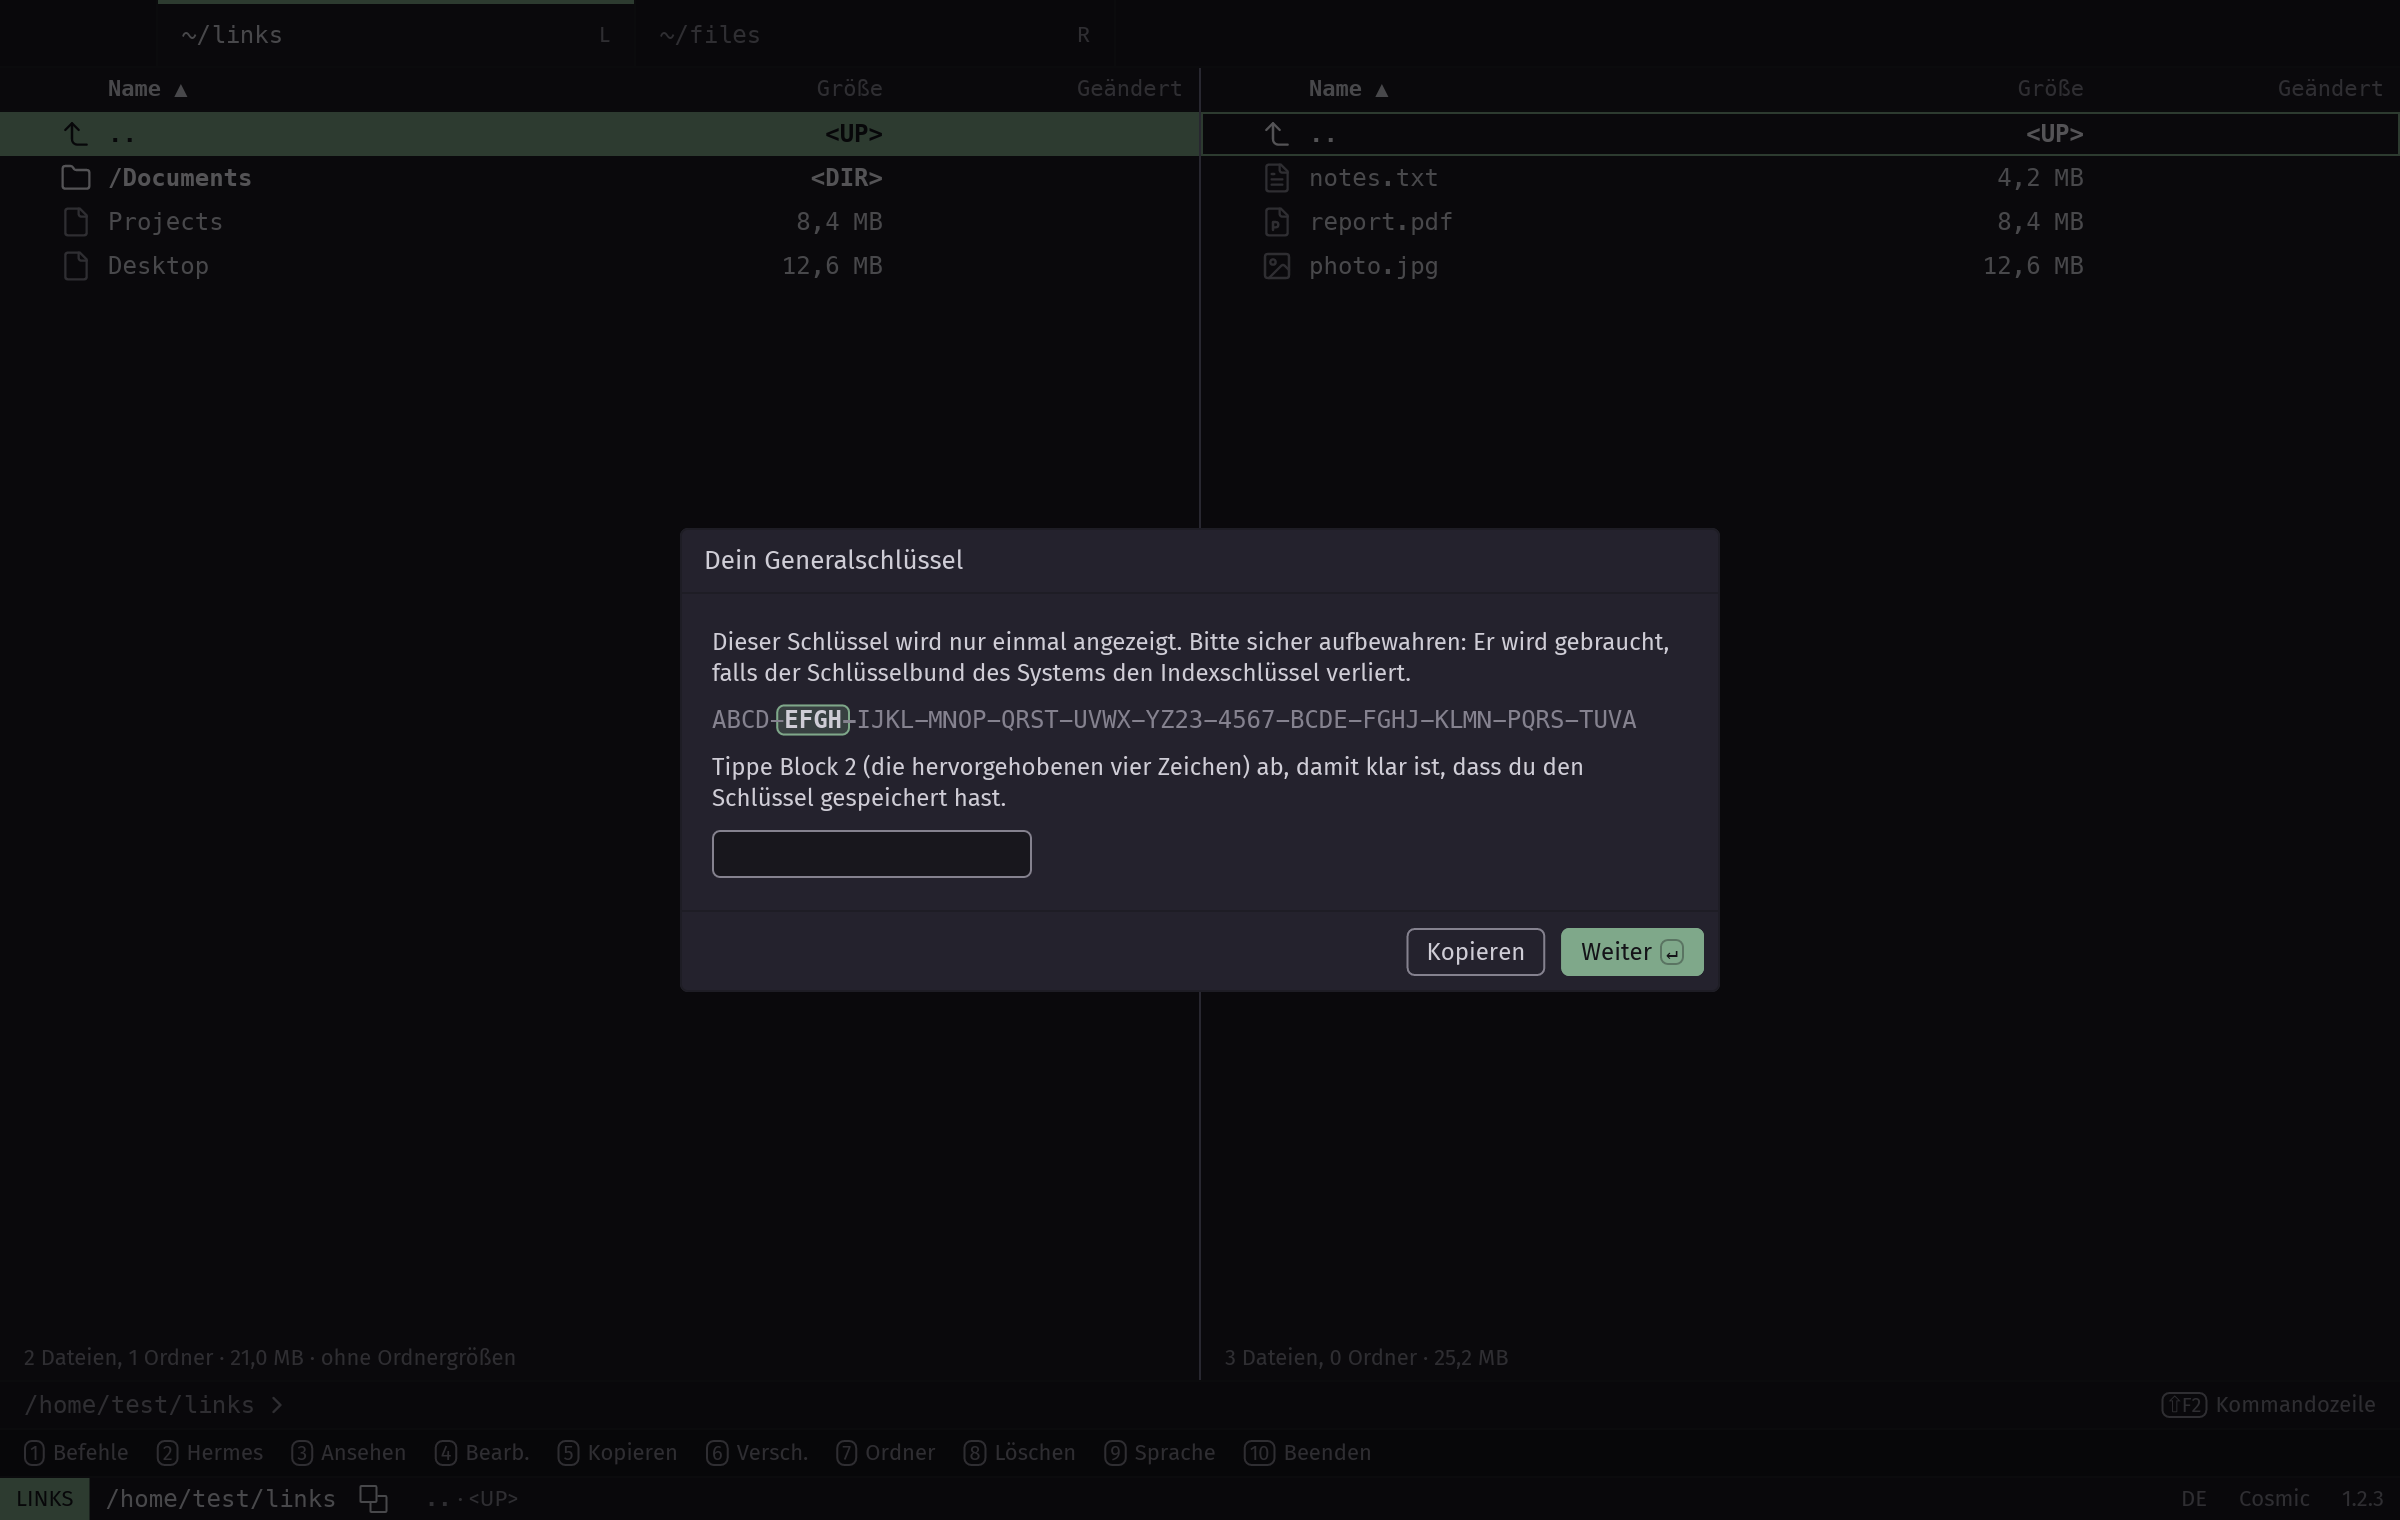 ~/links L ~/files R
Name ▲ Größe Geändert Name ▲ Größe Geändert
.. <UP> .. <UP>
/Documents <DIR> notes.txt 4,2 MB
Projects 8,4 MB report.pdf 8,4 MB
Desktop 12,6 MB photo.jpg 12,6 MB
Dein Generalschlüssel
Dieser Schlüssel wird nur einmal angezeigt. Bitte sicher aufbewahren: Er wird gebraucht,
falls der Schlüsselbund des Systems den Indexschlüssel verliert.
ABCD-EFGH-IJKL-MNOP-QRST-UVWX-YZ23-4567-BCDE-FGHJ-KLMN-PQRS-TUVA
Tippe Block 2 (die hervorgehobenen vier Zeichen) ab, damit klar ist, dass du den
Schlüssel gespeichert hast.
Kopieren Weiter ↵
2 Dateien, 1 Ordner · 21,0 MB · ohne Ordnergrößen 3 Dateien, 0 Ordner · 25,2 MB
/home/test/links > ⇧F2 Kommandozeile
1 Befehle 2 Hermes 3 Ansehen 4 Bearb. 5 Kopieren 6 Versch. 7 Ordner 8 Löschen 9 Sprache 10 Beenden
LINKS /home/test/links .. · <UP> DE Cosmic 1.2.3